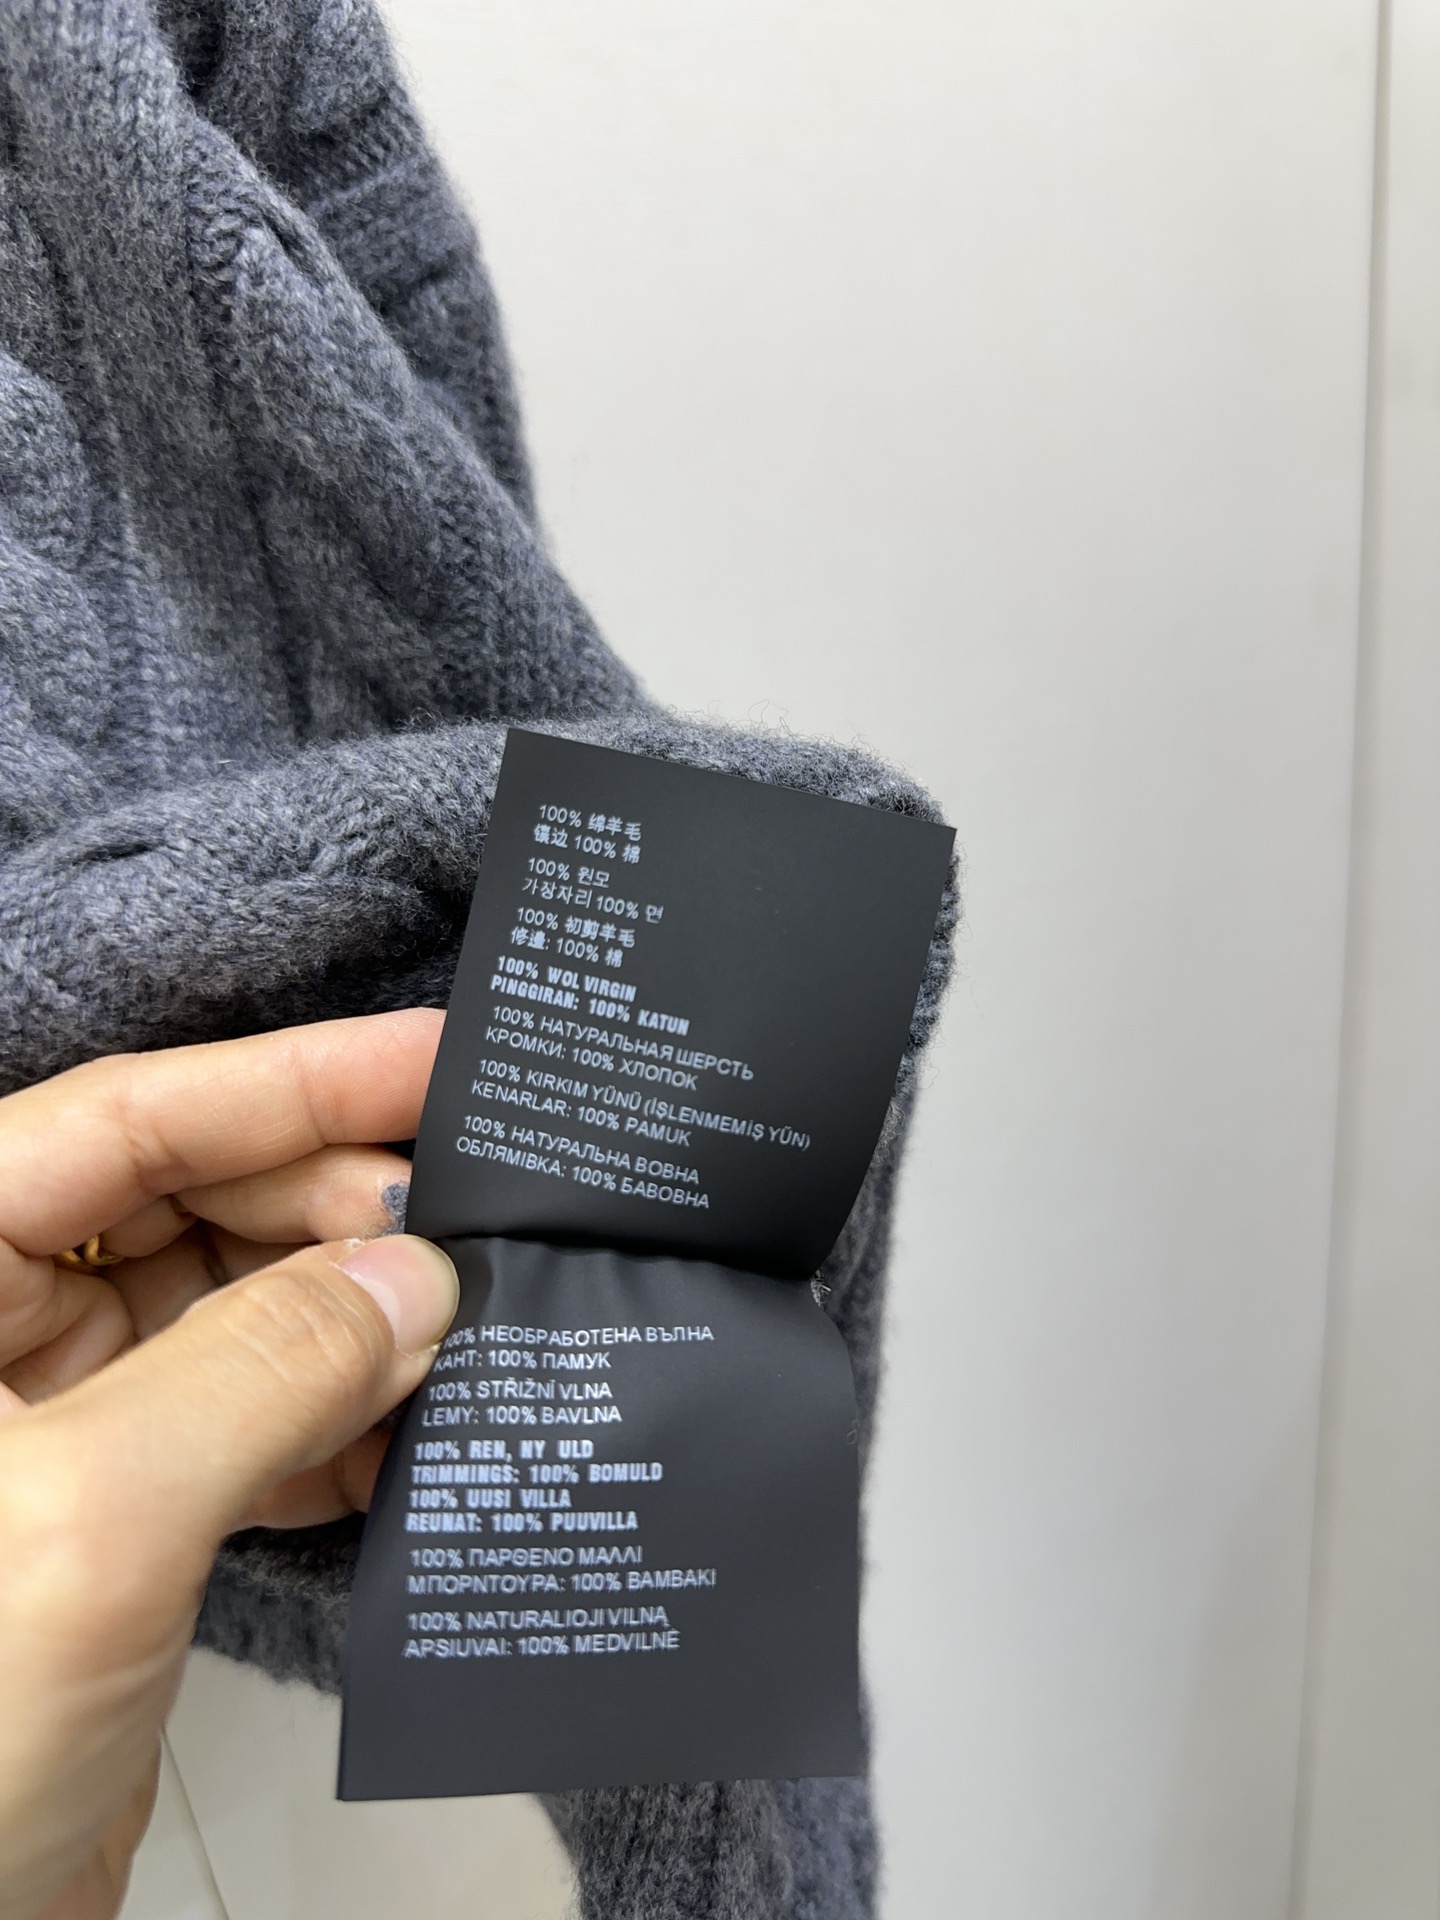 100% 绵羊毛
镶边 100% 棉
100% 원모
가장자리 100% 면
100% 初剪羊毛
修邊: 100% 棉
100% WOL VIRGIN
PINGGIRAN: 100% KATUN
100% НАТУРАЛЬНАЯ ШЕРСТЬ
КРОМКИ: 100% ХЛОПОК
100% KIRKIM YÜNÜ (İŞLENMEMİŞ YÜN)
KENARLAR: 100% PAMUK
100% НАТУРАЛЬНА ВОВНА
ОБЛЯМІВКА: 100% БАВОВНА
100% НЕОБРАБОТЕНА ВЪЛНА
КАНТ: 100% ПАМУК
100% STŘIŽNÍ VLNA
LEMY: 100% BAVLNA
100% REN, NY ULD
TRIMMINGS: 100% BOMULD
100% UUSI VILLA
REUNAT: 100% PUUVILLA
100% ΠΑΡΘΕΝΟ ΜΑΛΛΙ
ΜΠΟΡΝΤΟΥΡΑ: 100% ΒΑΜΒΑΚΙ
100% NATURALIOJI VILNĄ
APSIUVAI: 100% MEDVILNĖ